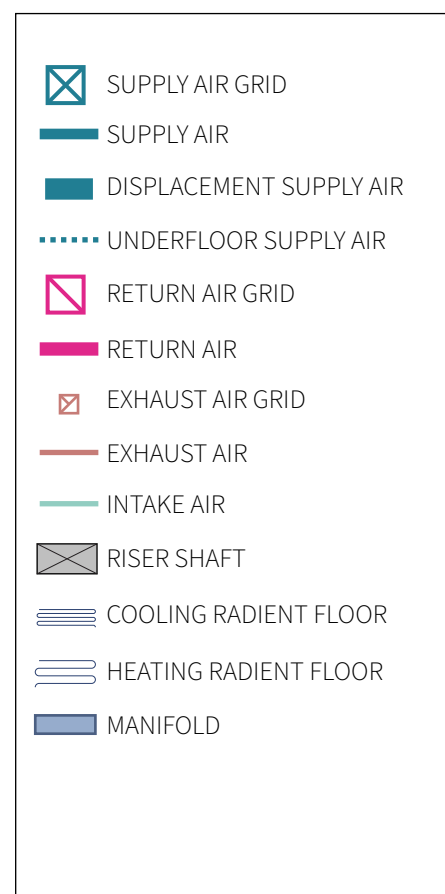 SUPPLY AIR GRID
SUPPLY AIR
DISPLACEMENT SUPPLY AIR
UNDERFLOOR SUPPLY AIR
RETURN AIR GRID
RETURN AIR
EXHAUST AIR GRID
EXHAUST AIR
INTAKE AIR
RISER SHAFT
COOLING RADIENT FLOOR
HEATING RADIENT FLOOR
MANIFOLD